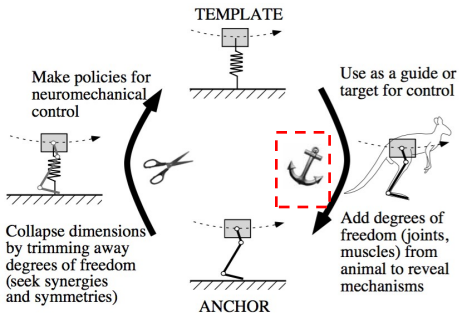 TEMPLATE
Make policies for
neuromechanical
control
Use as a guide or
target for control
Collapse dimensions
by trimming away
degrees of freedom
(seek synergies
and symmetries)
Add degrees of
freedom (joints,
muscles) from
animal to reveal
mechanisms
ANCHOR